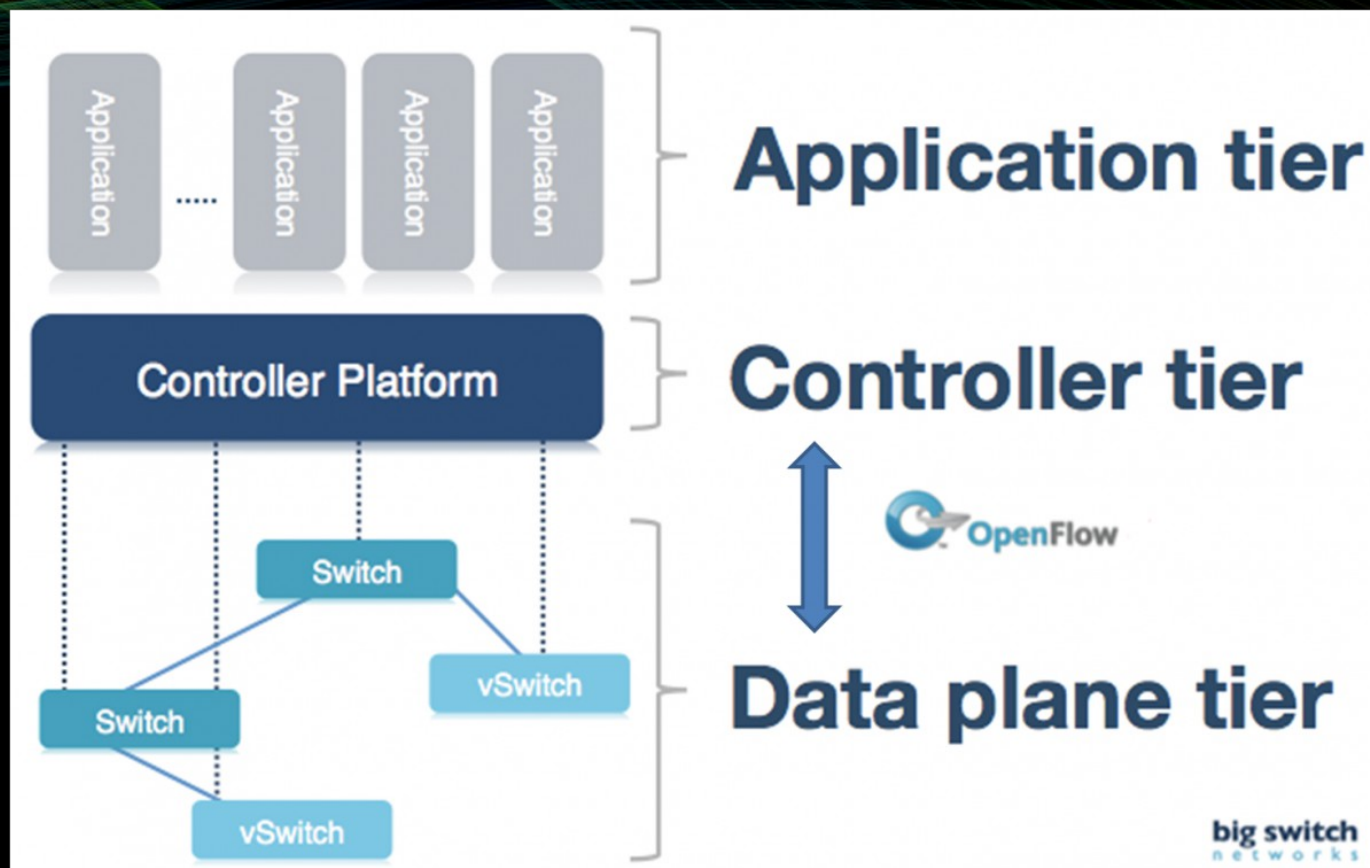 Application
.....
Application
Application
Application
Application tier
Controller Platform
Controller tier
OpenFlow
Switch
vSwitch
Switch
vSwitch
Data plane tier
big switch
networks